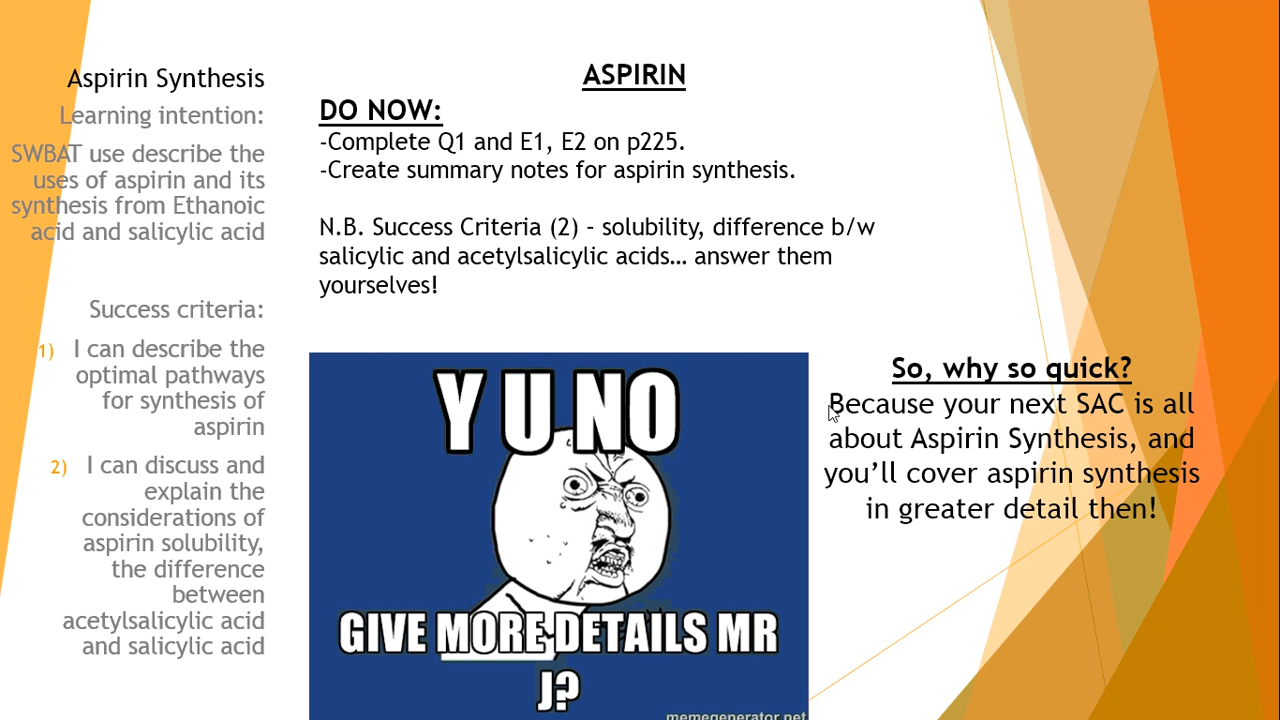 Aspirin Synthesis
Learning intention:
SWBAT use describe the
uses of aspirin and its
synthesis from Ethanoic
acid and salicylic acid
Success criteria:
1) I can describe the
optimal pathways
for synthesis of
aspirin
2) I can discuss and
explain the
considerations of
aspirin solubility,
the difference
between
acetylsalicylic acid
and salicylic acid
ASPIRIN
DO NOW:
-Complete Q1 and E1, E2 on p225.
-Create summary notes for aspirin synthesis.
N.B. Success Criteria (2) – solubility, difference b/w
salicylic and acetylsalicylic acids… answer them
yourselves!
Y U NO
GIVE MORE DETAILS MR
J?
memegenerator.net
So, why so quick?
Because your next SAC is all
about Aspirin Synthesis, and
you’ll cover aspirin synthesis
in greater detail then!